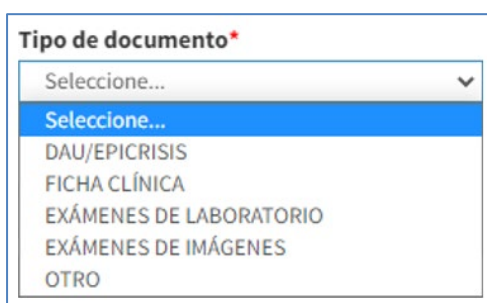 Tipo de documento*
Seleccione...
Seleccione...
DAU/EPICRISIS
FICHA CLÍNICA
EXÁMENES DE LABORATORIO
EXÁMENES DE IMÁGENES
OTRO